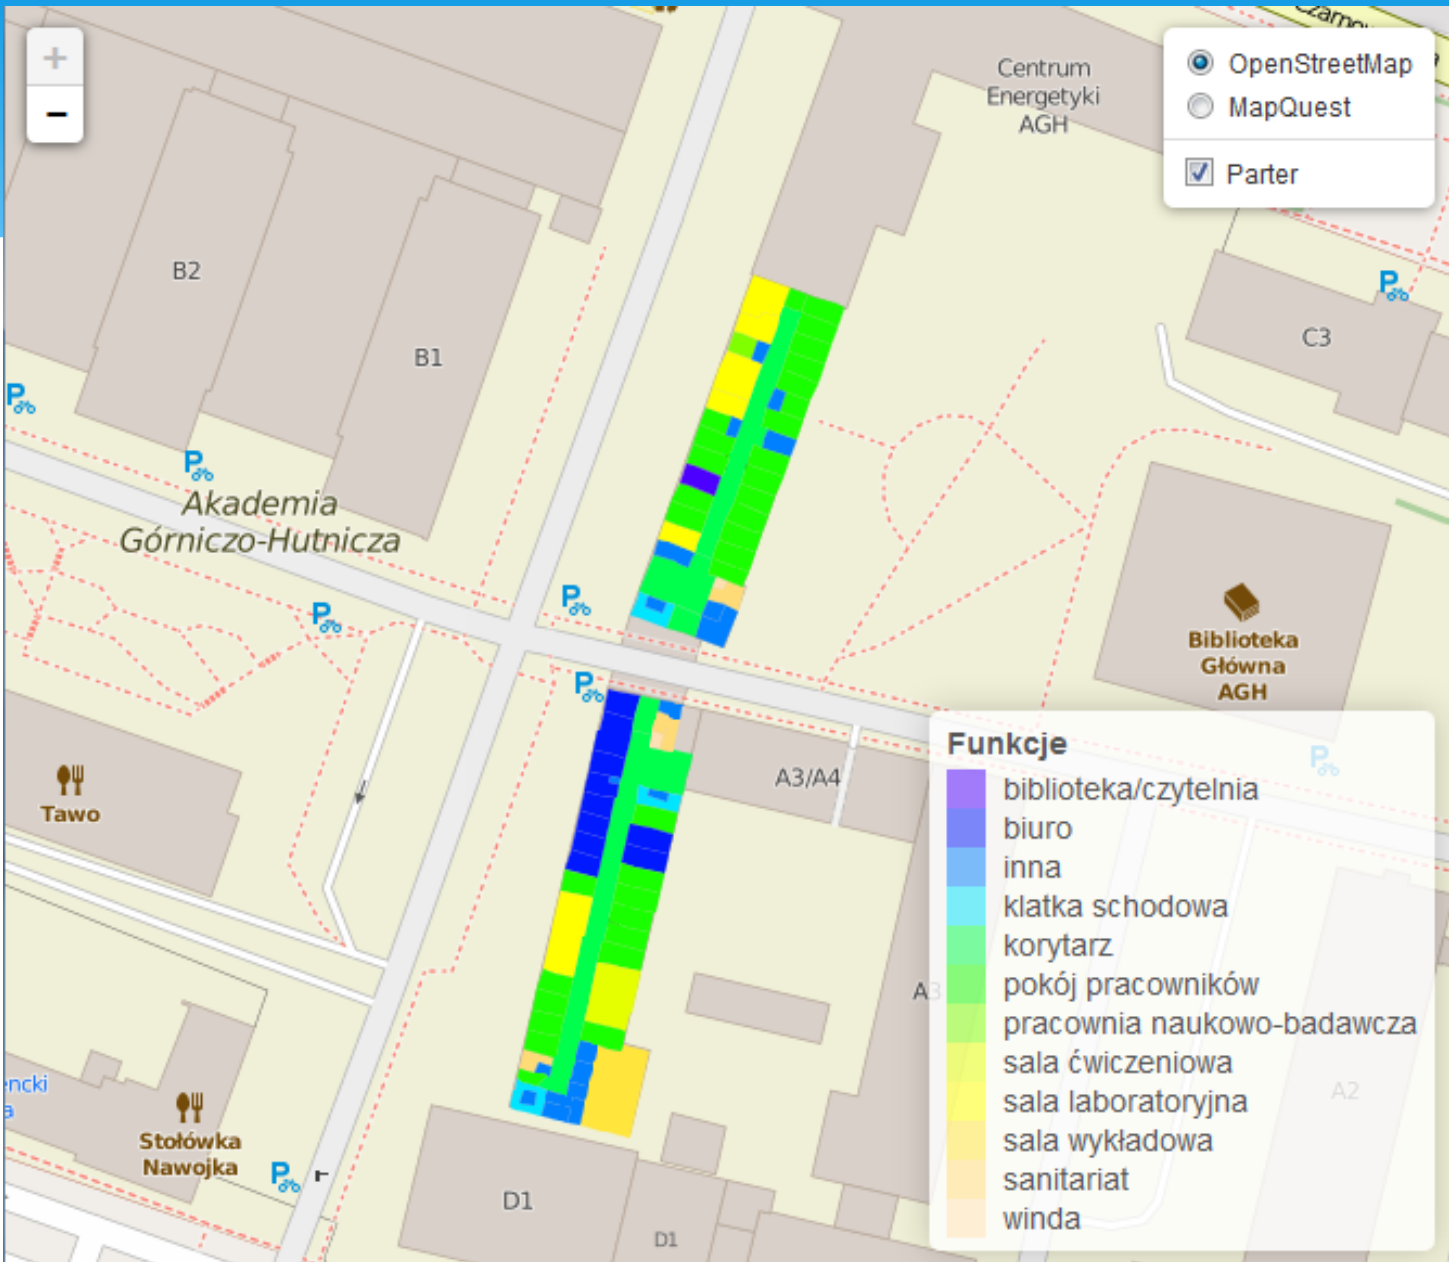 +
-
Centrum
Energetyki
AGH
OpenStreetMap
MapQuest
Parter
B2
B1
C3
P
P
P
P
P
P
Akademia
Górniczo-Hutnicza
Biblioteka
Główna
AGH
P
P
Tawo
A3/A4
A3
A2
Funkcje
biblioteka/czytelnia
biuro
inna
klatka schodowa
korytarz
pokój pracowników
pracownia naukowo-badawcza
sala ćwiczeniowa
sala laboratoryjna
sala wykładowa
sanitariat
winda
Stołówka
Nawojka
D1
D1